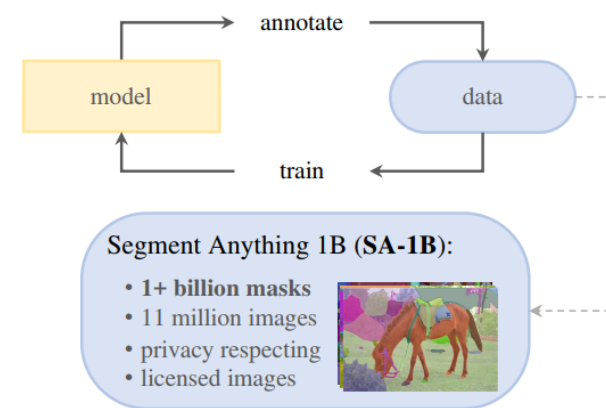 annotate
model
data
train
Segment Anything 1B (SA-1B):
• 1+ billion masks
• 11 million images
• privacy respecting
• licensed images